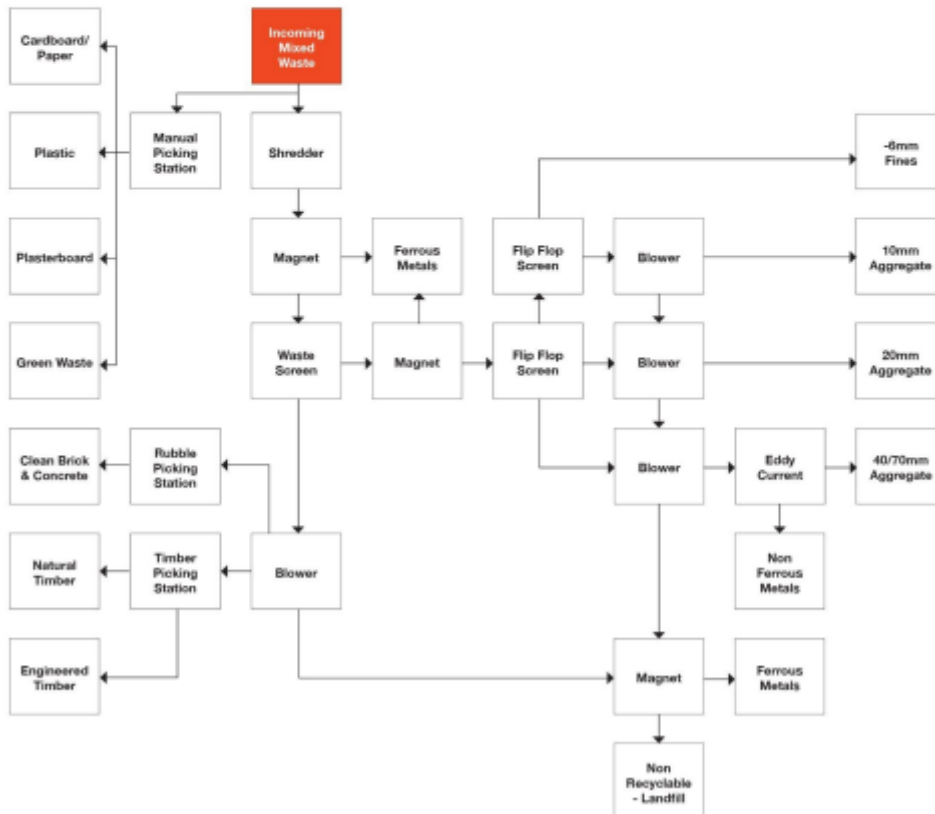 Cardboard/
Paper
Incoming
Mixed
Waste
Plastic
Manual
Picking
Station
Shredder
-6mm
Fines
Plasterboard
Magnet
Ferrous
Metals
Flip Flop
Screen
Blower
10mm
Aggregate
Green Waste
Waste
Screen
Magnet
Flip Flop
Screen
Blower
20mm
Aggregate
Clean Brick
& Concrete
Rubble
Picking
Station
Blower
Eddy
Current
40/70mm
Aggregate
Natural
Timber
Timber
Picking
Station
Blower
Non
Ferrous
Metals
Engineered
Timber
Magnet
Ferrous
Metals
Non
Recyclable
- Landfill